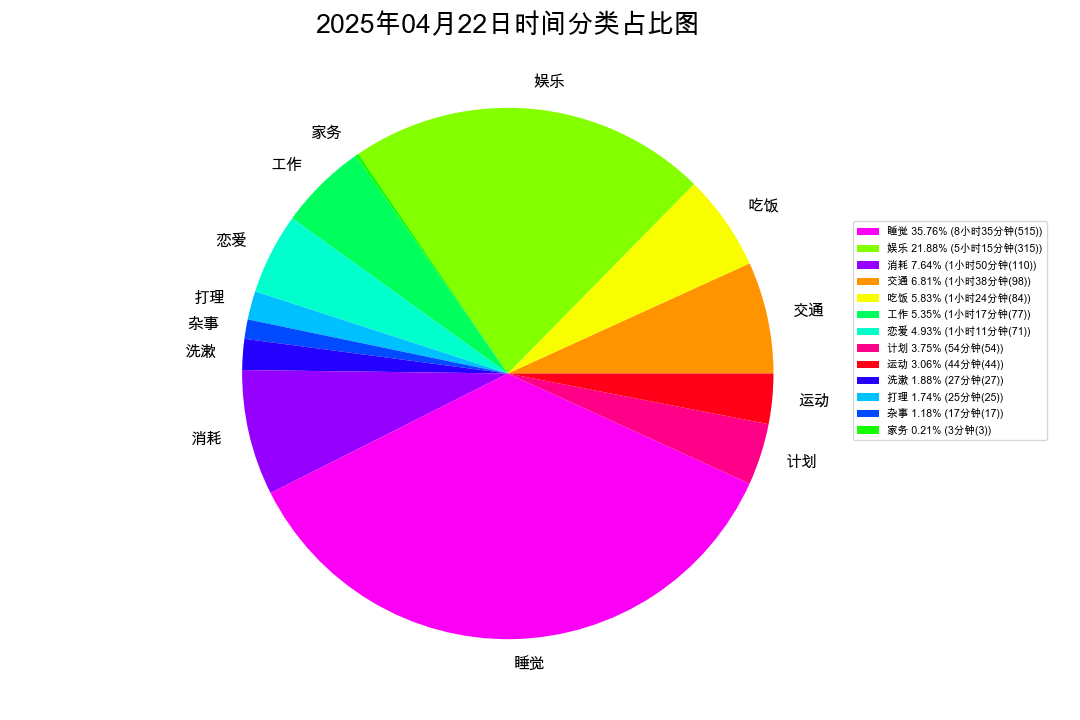 2025年04月22日时间分类占比图
娱乐
家务
工作
吃饭
恋爱
打理
交通
杂事
洗漱
运动
消耗
计划
睡觉
睡觉 35.76% (8小时35分钟(515))
娱乐 21.88% (5小时15分钟(315))
消耗 7.64% (1小时50分钟(110))
交通 6.81% (1小时38分钟(98))
吃饭 5.83% (1小时24分钟(84))
工作 5.35% (1小时17分钟(77))
恋爱 4.93% (1小时11分钟(71))
计划 3.75% (54分钟(54))
运动 3.06% (44分钟(44))
洗漱 1.88% (27分钟(27))
打理 1.74% (25分钟(25))
杂事 1.18% (17分钟(17))
家务 0.21% (3分钟(3))